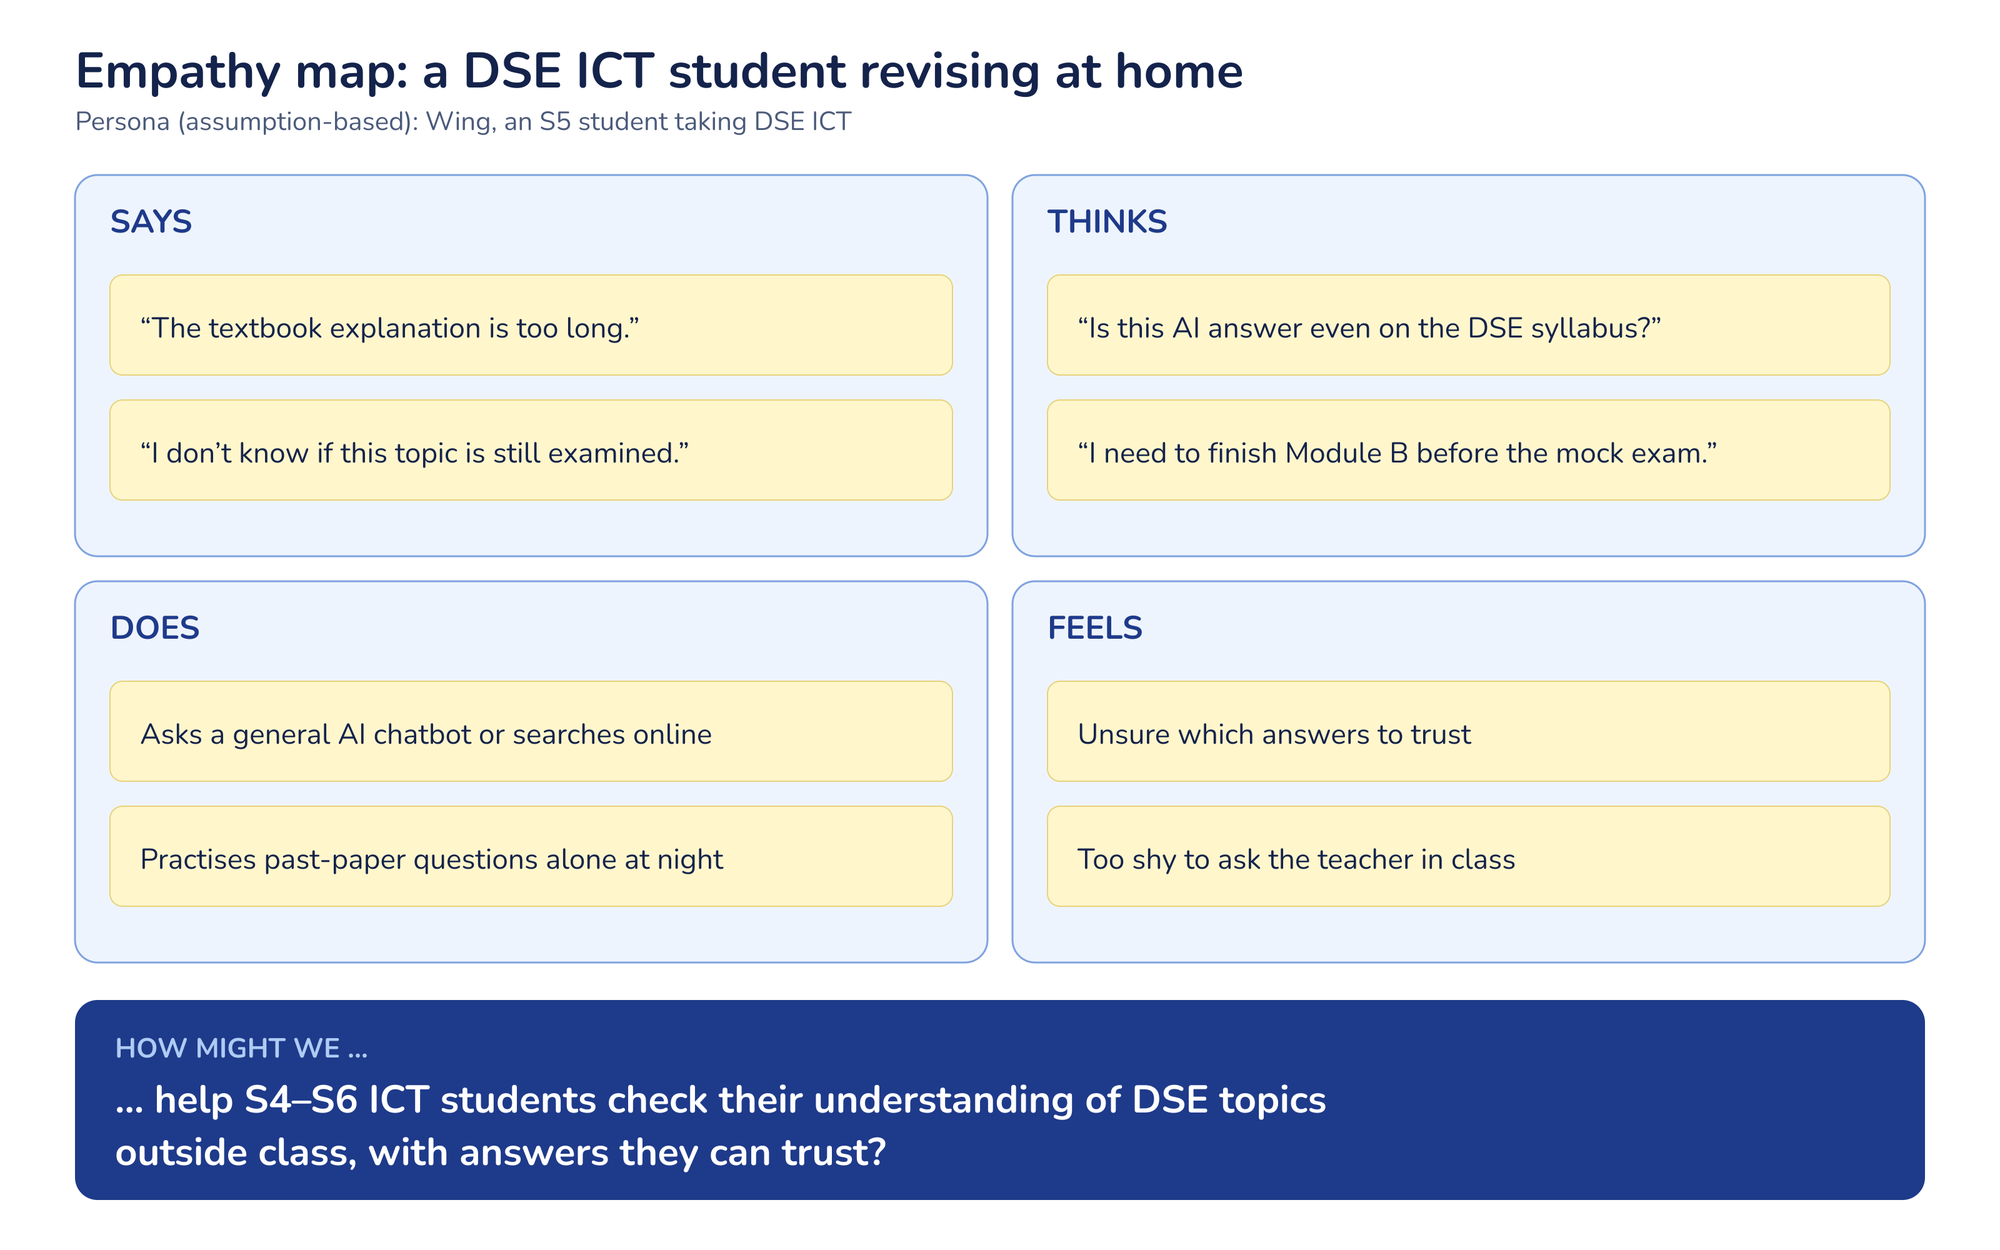 Empathy map: a DSE ICT student revising at home
Persona (assumption-based): Wing, an S5 student taking DSE ICT
SAYS
“The textbook explanation is too long.”
“I don’t know if this topic is still examined.”
THINKS
“Is this AI answer even on the DSE syllabus?”
“I need to finish Module B before the mock exam.”
DOES
Asks a general AI chatbot or searches online
Practises past-paper questions alone at night
FEELS
Unsure which answers to trust
Too shy to ask the teacher in class
HOW MIGHT WE ...
... help S4–S6 ICT students check their understanding of DSE topics
outside class, with answers they can trust?